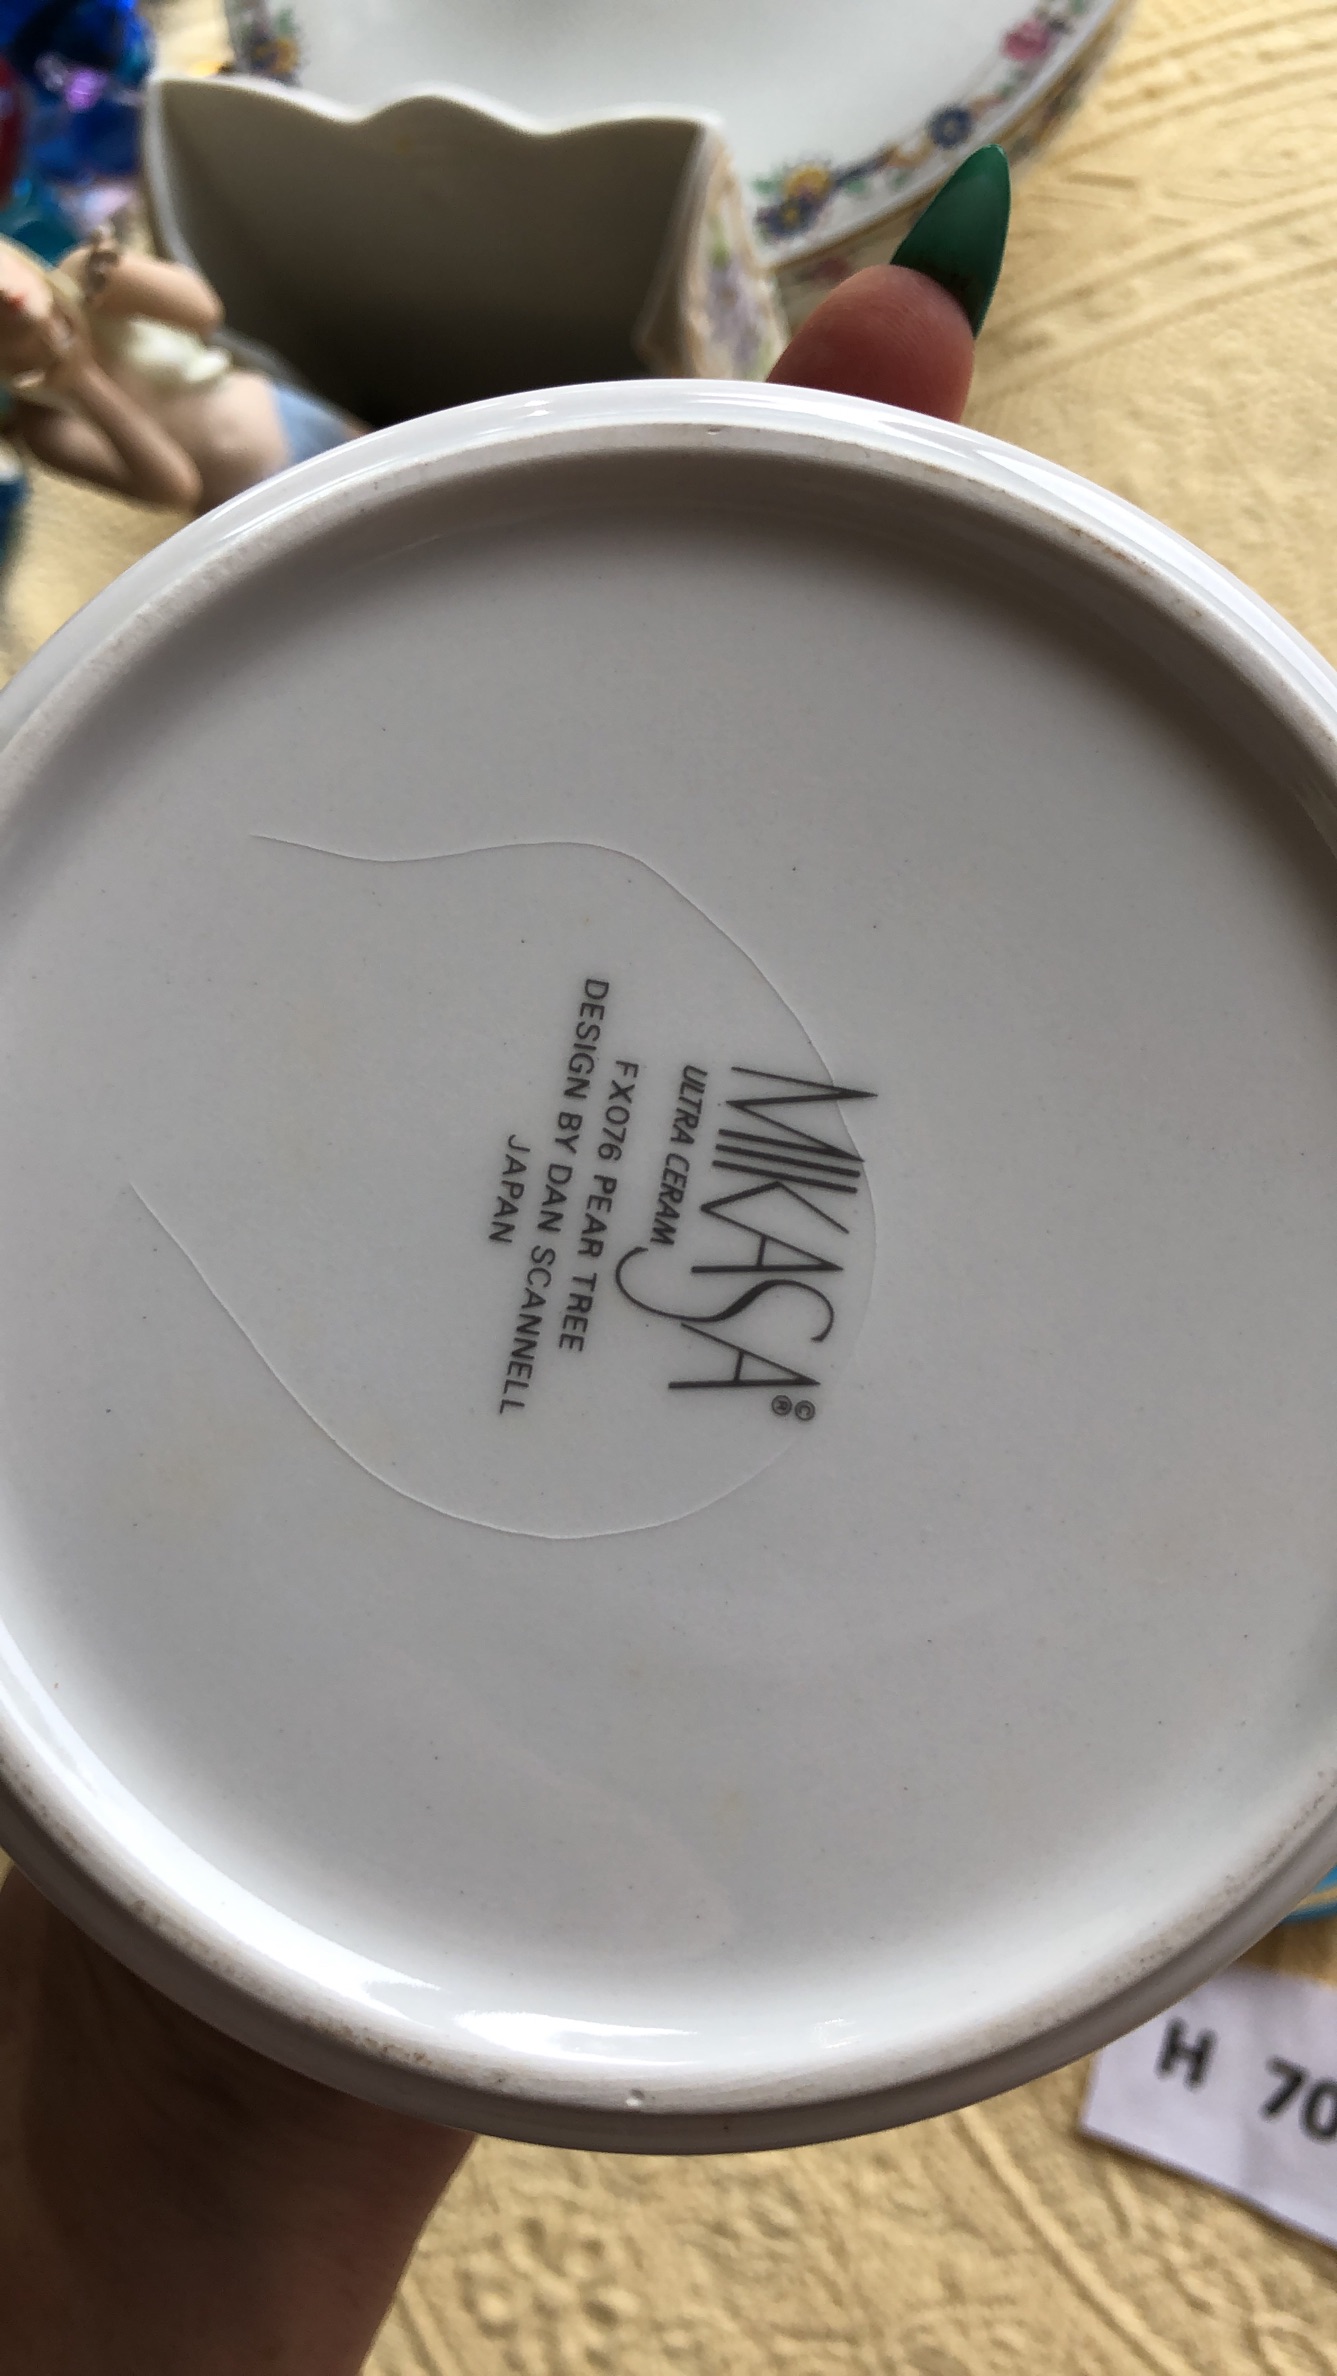 MIKASA ©®
ULTRA CERAM
FX076 PEAR TREE
DESIGN BY DAN SCANNELL
JAPAN
H 70